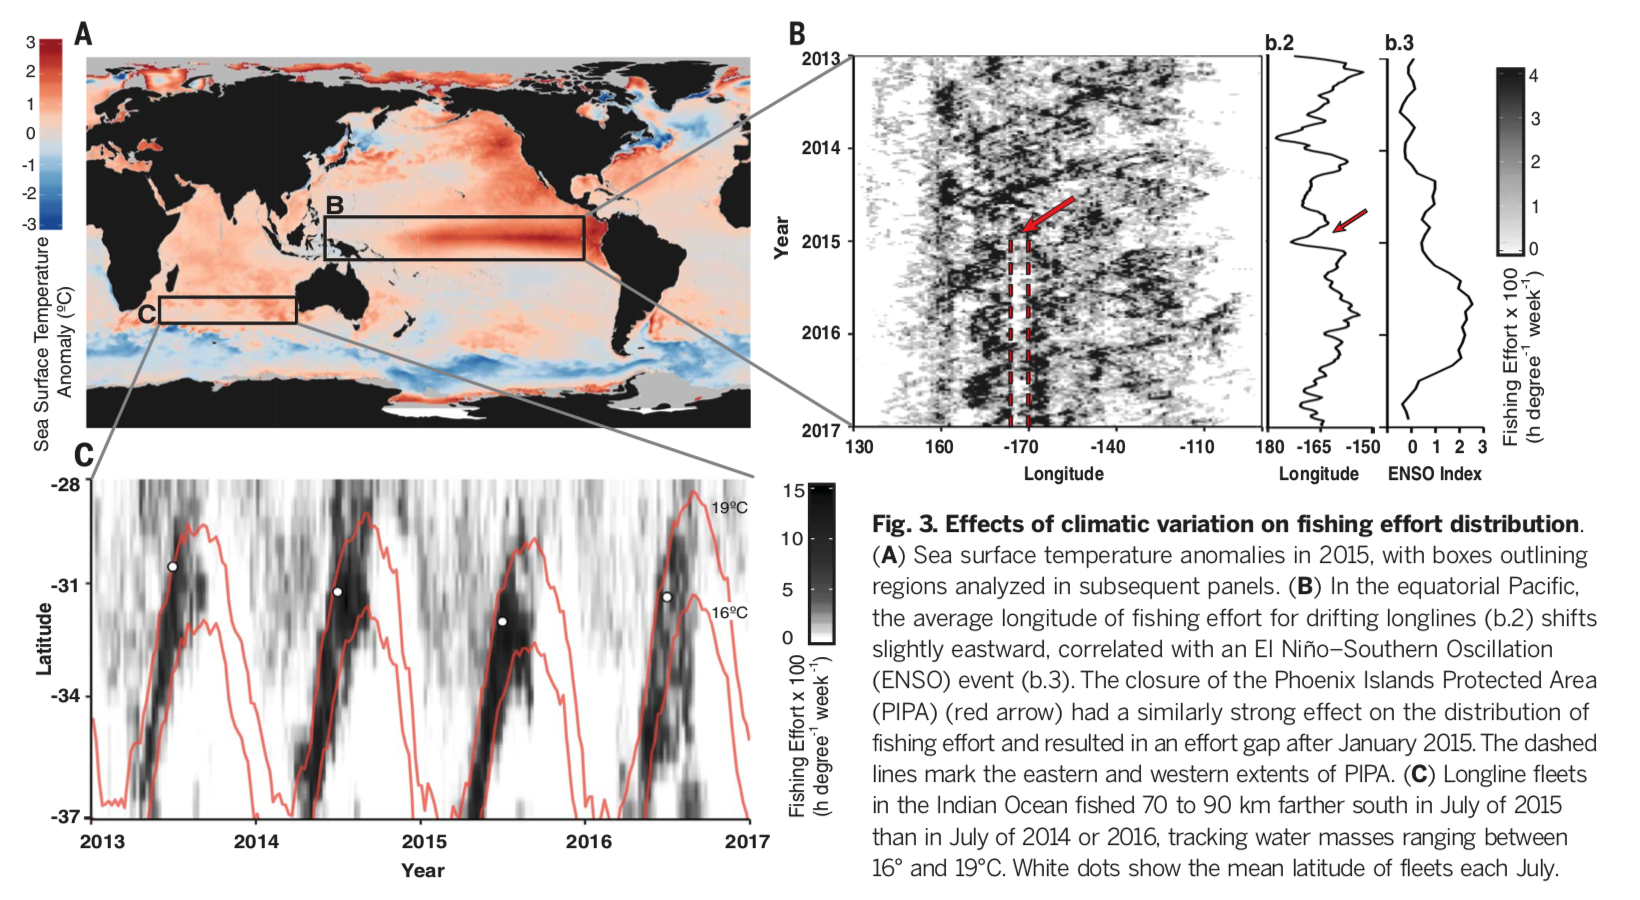 A
3
2
1
0
-1
-2
-3
Sea Surface Temperature
Anomaly (ºC)
B
C
B
2013
2014
2015
2016
2017
Year
130
160
-170
-140
-110
Longitude
b.2
180
-165
-150
Longitude
b.3
0
1
2
3
ENSO Index
4
3
2
1
0
Fishing Effort x 100
(h degree⁻¹ week⁻¹)
C
-28
-31
-34
-37
Latitude
19ºC
16ºC
2013
2014
2015
2016
2017
Year
15
10
5
0
Fishing Effort x 100
(h degree⁻¹ week⁻¹)
Fig. 3. Effects of climatic variation on fishing effort distribution.
(A) Sea surface temperature anomalies in 2015, with boxes outlining
regions analyzed in subsequent panels. (B) In the equatorial Pacific,
the average longitude of fishing effort for drifting longlines (b.2) shifts
slightly eastward, correlated with an El Niño–Southern Oscillation
(ENSO) event (b.3). The closure of the Phoenix Islands Protected Area
(PIPA) (red arrow) had a similarly strong effect on the distribution of
fishing effort and resulted in an effort gap after January 2015. The dashed
lines mark the eastern and western extents of PIPA. (C) Longline fleets
in the Indian Ocean fished 70 to 90 km farther south in July of 2015
than in July of 2014 or 2016, tracking water masses ranging between
16° and 19°C. White dots show the mean latitude of fleets each July.